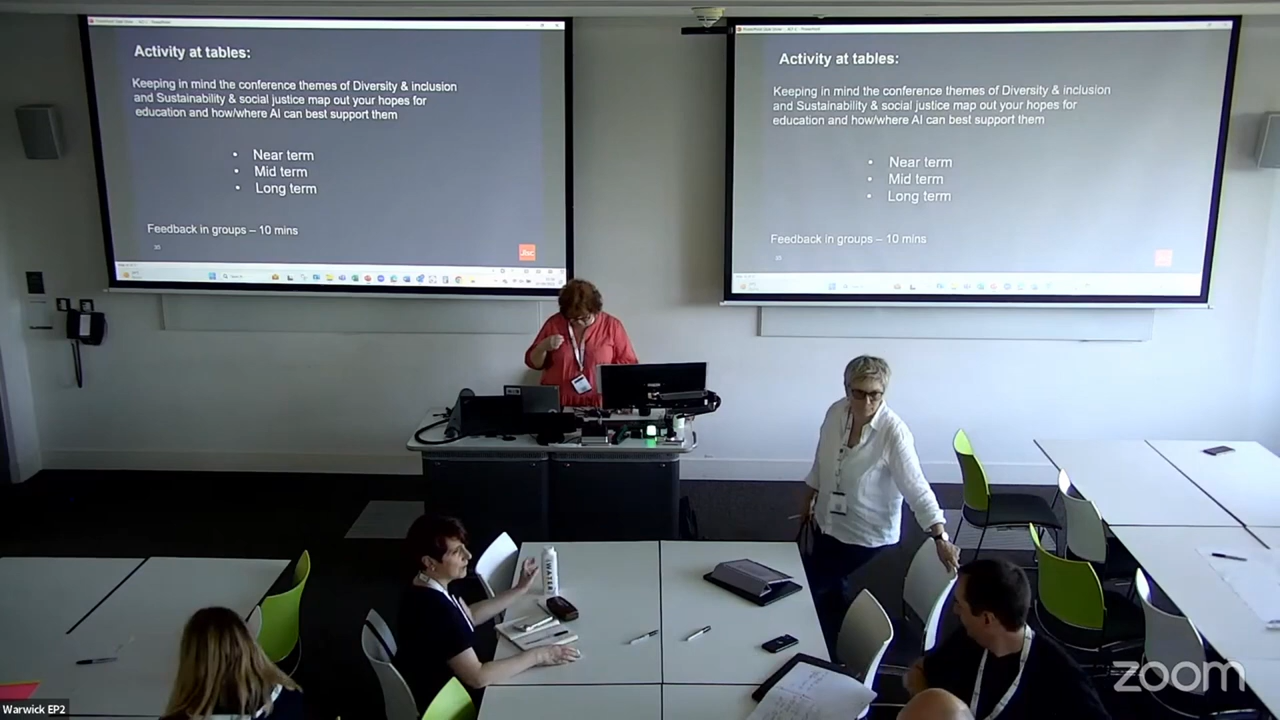 Activity at tables:
Keeping in mind the conference themes of Diversity & inclusion
and Sustainability & social justice map out your hopes for
education and how/where AI can best support them
• Near term
• Mid term
• Long term
Feedback in groups – 10 mins
Jisc
Activity at tables:
Keeping in mind the conference themes of Diversity & inclusion
and Sustainability & social justice map out your hopes for
education and how/where AI can best support them
• Near term
• Mid term
• Long term
Feedback in groups – 10 mins
Jisc
WATER
zoom
Warwick EP2